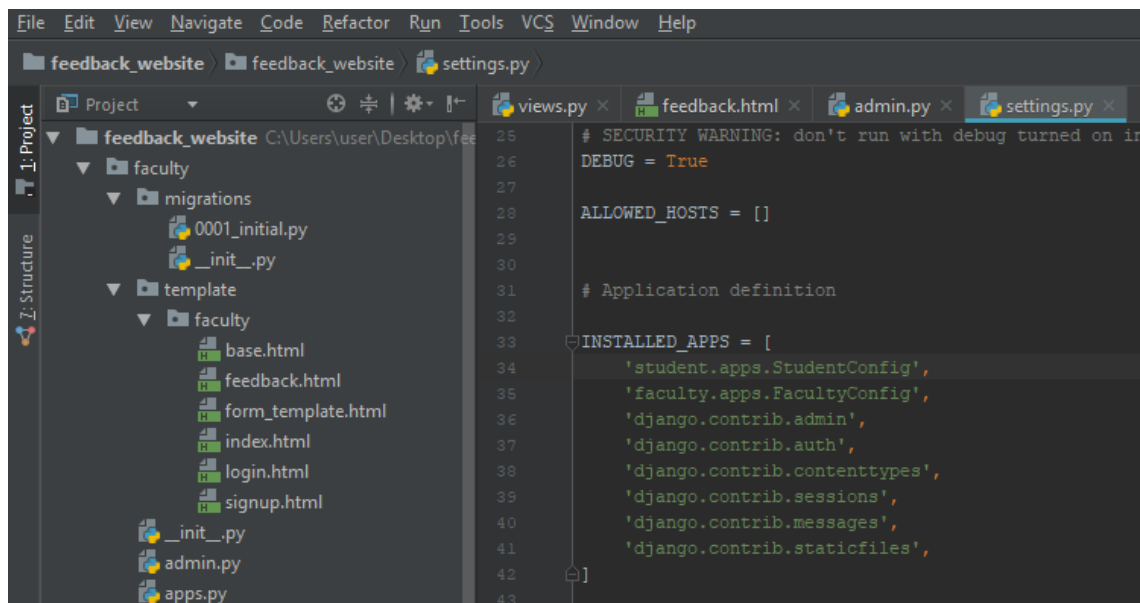 File Edit View Navigate Code Refactor Run Tools VCS Window Help
feedback_website feedback_website settings.py
1: Project
7: Structure
Project
feedback_website C:\Users\user\Desktop\fee
faculty
migrations
0001_initial.py
__init__.py
template
faculty
base.html
feedback.html
form_template.html
index.html
login.html
signup.html
__init__.py
admin.py
apps.py
views.py feedback.html admin.py settings.py
25 # SECURITY WARNING: don't run with debug turned on in
26 DEBUG = True
27
28 ALLOWED_HOSTS = []
29
30
31 # Application definition
32
33 INSTALLED_APPS = [
34 'student.apps.StudentConfig',
35 'faculty.apps.FacultyConfig',
36 'django.contrib.admin',
37 'django.contrib.auth',
38 'django.contrib.contenttypes',
39 'django.contrib.sessions',
40 'django.contrib.messages',
41 'django.contrib.staticfiles',
42 ]
43